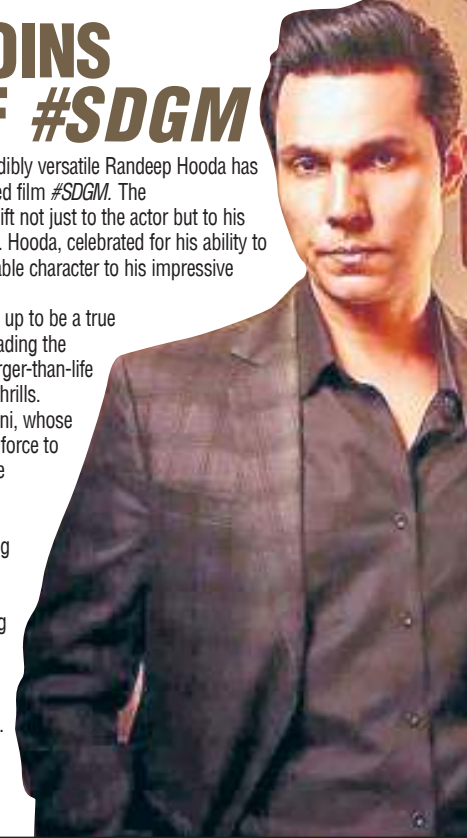 OINS
F #SDGM
dibly versatile Randeep Hooda has
ed film #SDGM. The
ift not just to the actor but to his
. Hooda, celebrated for his ability to
able character to his impressive
up to be a true
ading the
rger-than-life
hrills.
ni, whose
force to
e
g
g
.